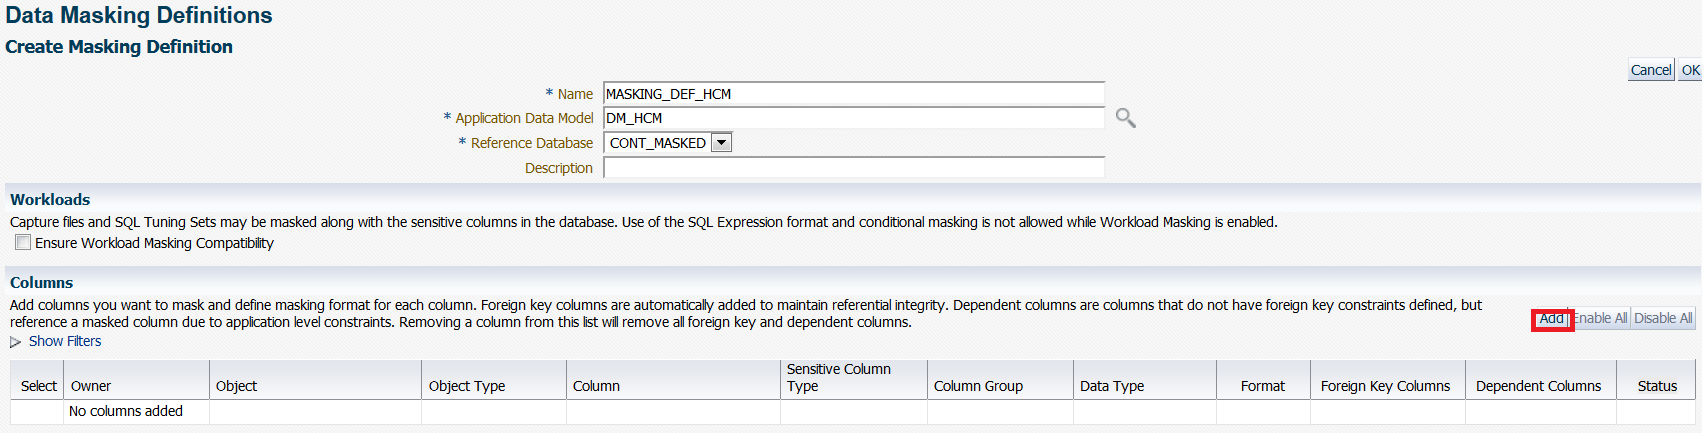 Data Masking Definitions
Create Masking Definition
Cancel OK
* Name MASKING_DEF_HCM
* Application Data Model DM_HCM
* Reference Database CONT_MASKED
Description
Workloads
Capture files and SQL Tuning Sets may be masked along with the sensitive columns in the database. Use of the SQL Expression format and conditional masking is not allowed while Workload Masking is enabled.
Ensure Workload Masking Compatibility
Columns
Add columns you want to mask and define masking format for each column. Foreign key columns are automatically added to maintain referential integrity. Dependent columns are columns that do not have foreign key constraints defined, but
reference a masked column due to application level constraints. Removing a column from this list will remove all foreign key and dependent columns.
Add Enable All Disable All
Show Filters
Select Owner Object Object Type Column Sensitive Column Type Column Group Data Type Format Foreign Key Columns Dependent Columns Status
No columns added